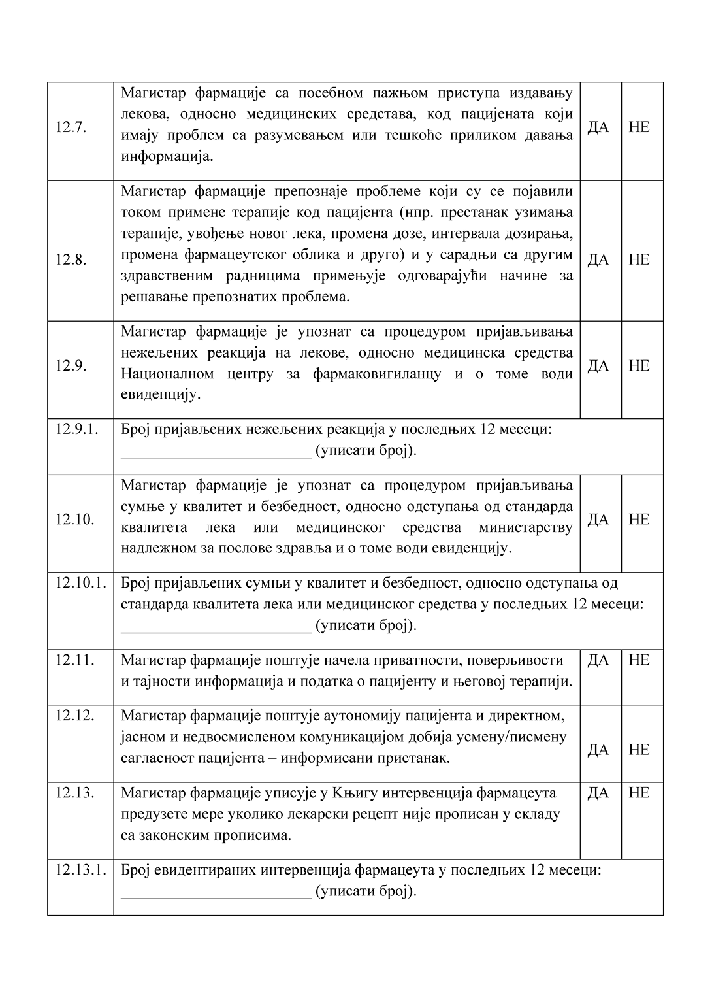 12.7. Магистар фармације са посебном пажњом приступа издавању
лекова, односно медицинских средстава, код пацијената који
имају проблем са разумевањем или тешкоће приликом давања
информација. ДА НЕ
12.8. Магистар фармације препознаје проблеме који су се појавили
током примене терапије код пацијента (нпр. престанак узимања
терапије, увођење новог лека, промена дозе, интервала дозирања,
промена фармацеутског облика и друго) и у сарадњи са другим
здравственим радницима примењује одговарајући начине за
решавање препознатих проблема. ДА НЕ
12.9. Магистар фармације је упознат са процедуром пријављивања
нежељених реакција на лекове, односно медицинска средства
Националном центру за фармаковигиланцу и о томе води
евиденцију. ДА НЕ
12.9.1. Број пријављених нежељених реакција у последњих 12 месеци:
_______________________ (уписати број).
12.10. Магистар фармације је упознат са процедуром пријављивања
сумње у квалитет и безбедност, односно одступања од стандарда
квалитета лека или медицинског средства министарству
надлежном за послове здравља и о томе води евиденцију. ДА НЕ
12.10.1. Број пријављених сумњи у квалитет и безбедност, односно одступања од
стандарда квалитета лека или медицинског средства у последњих 12 месеци:
_______________________ (уписати број).
12.11. Магистар фармације поштује начела приватности, поверљивости ДА НЕ
и тајности информација и податка о пацијенту и његовој терапији.
12.12. Магистар фармације поштује аутономију пацијента и директном,
јасном и недвосмисленом комуникацијом добија усмену/писмену
сагласност пацијента – информисани пристанак. ДА НЕ
12.13. Магистар фармације уписује у Књигу интервенција фармацеута ДА НЕ
предузете мере уколико лекарски рецепт није прописан у складу
са законским прописима.
12.13.1. Број евидентираних интервенција фармацеута у последњих 12 месеци:
_______________________ (уписати број).